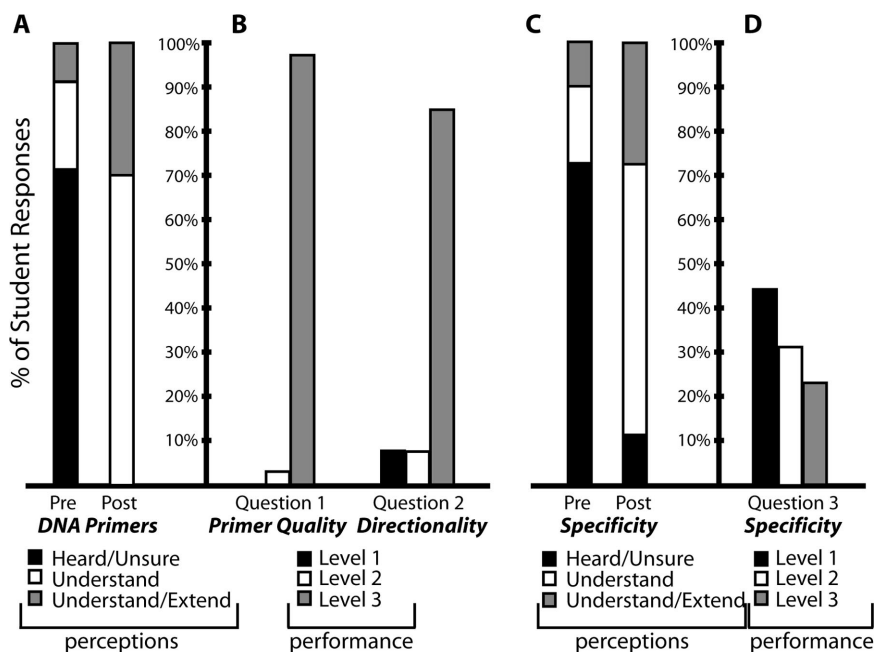 A B C D
% of Student Responses
100% 100%
90% 90%
80% 80%
70% 70%
60% 60%
50% 50%
40% 40%
30% 30%
20% 20%
10% 10%
Pre Post Question 1 Question 2 Pre Post Question 3
DNA Primers Primer Quality Directionality Specificity Specificity
Heard/Unsure Level 1 Heard/Unsure Level 1
Understand Level 2 Understand Level 2
Understand/Extend Level 3 Understand/Extend Level 3
perceptions performance perceptions performance